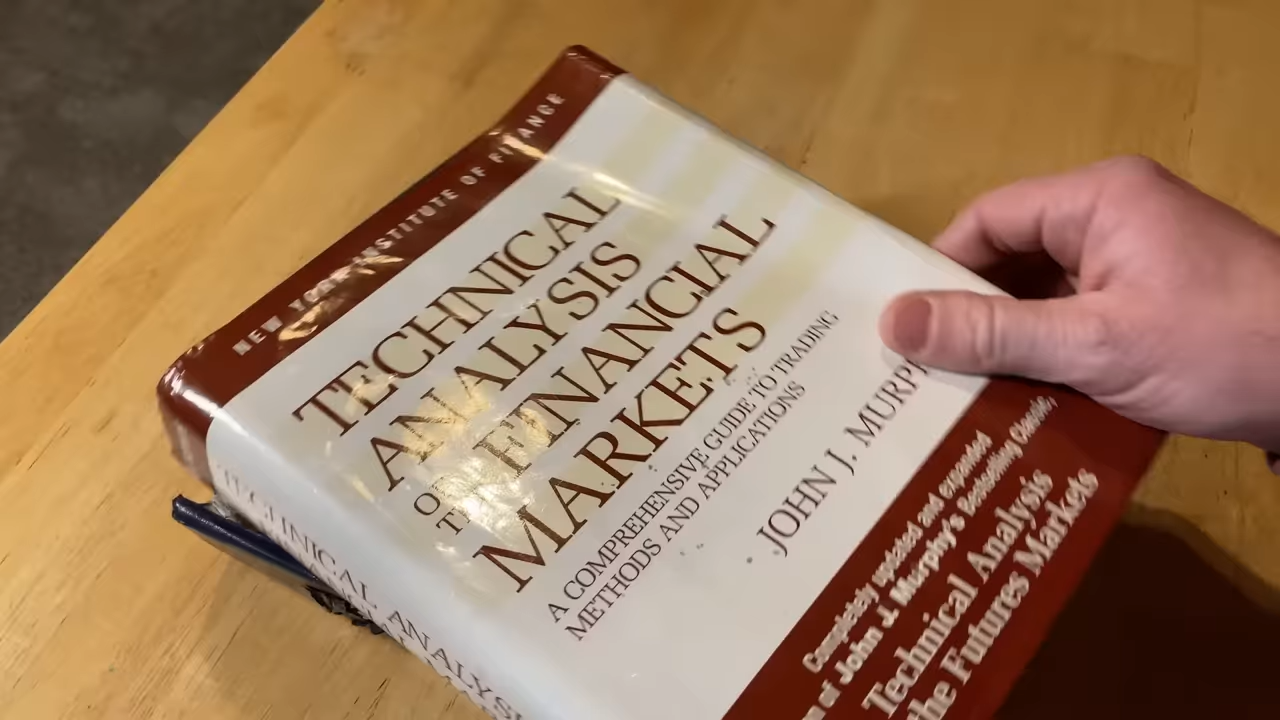 NEW YORK INSTITUTE OF FINANCE
TECHNICAL
ANALYSIS
OF
THE FINANCIAL
MARKETS
A COMPREHENSIVE GUIDE TO TRADING
METHODS AND APPLICATIONS
JOHN J. MURP
Completely updated and expanded
of John J. Murphy's Bestselling Classic,
Technical Analysis
the Futures Markets
TECHNICAL ANALYSI